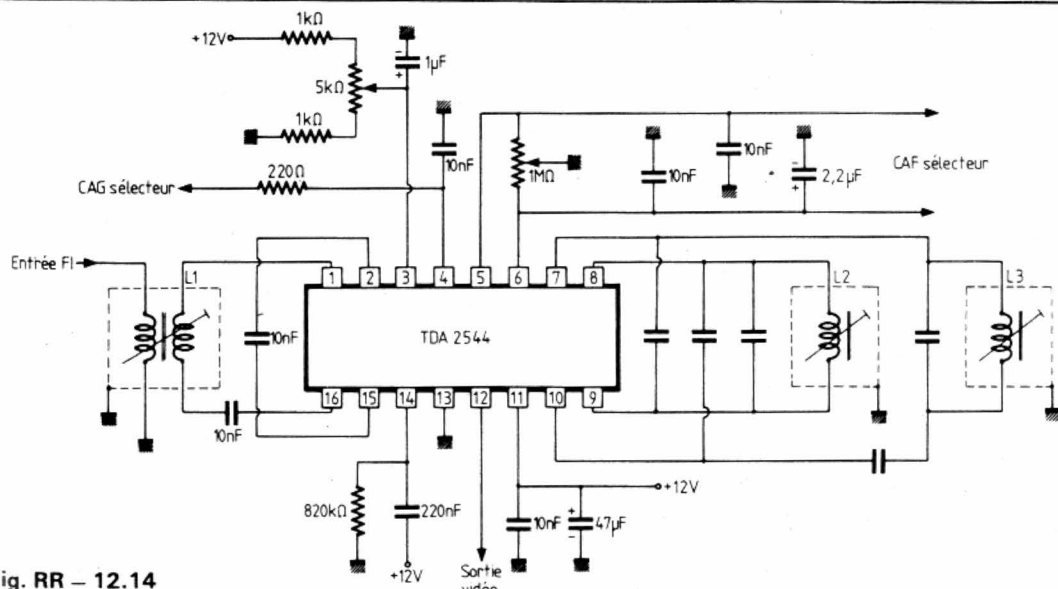 1kΩ
+12V
5kΩ
1kΩ
1µF
10nF
220Ω
CAG sélecteur
1MΩ
10nF
10nF
2,2µF
CAF sélecteur
Entrée FI
L1
10nF
10nF
1 2 3 4 5 6 7 8
TDA 2544
16 15 14 13 12 11 10 9
L2
L3
820kΩ
220nF
+12V
Sortie
vidéo
10nF
47µF
+12V
ig. RR – 12.14